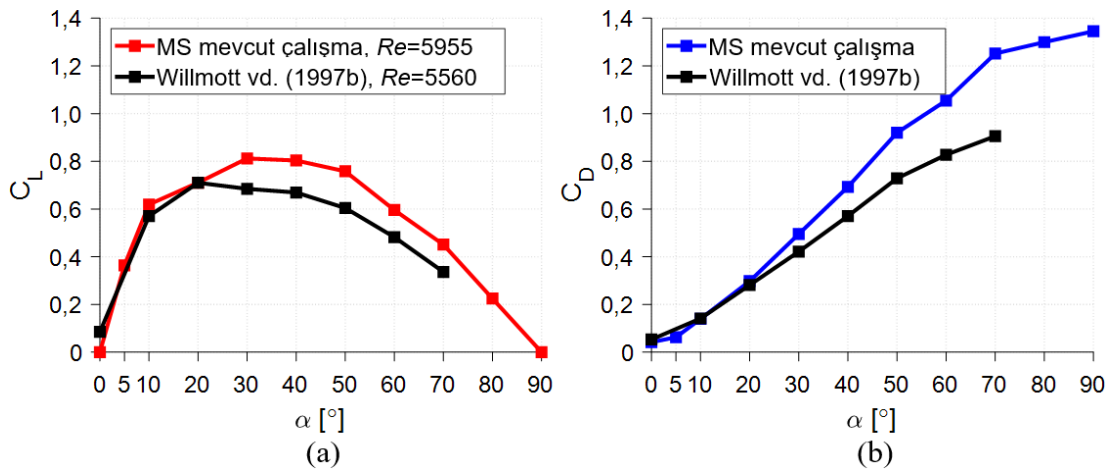 1,4
1,2
1,0
0,8
0,6
0,4
0,2
0
C_L
MS mevcut çalışma, Re=5955
Willmott vd. (1997b), Re=5560
0 5 10 20 30 40 50 60 70 80 90
α [°]
(a)
1,4
1,2
1,0
0,8
0,6
0,4
0,2
0
C_D
MS mevcut çalışma
Willmott vd. (1997b)
0 5 10 20 30 40 50 60 70 80 90
α [°]
(b)